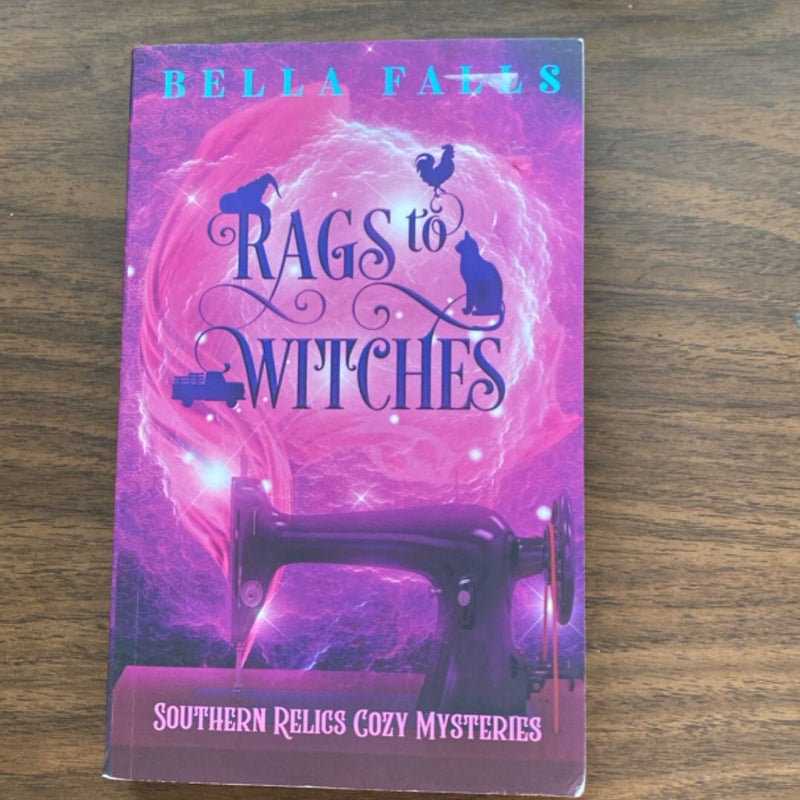 BELLA FALLS
RAGS to
WITCHES
SOUTHERN RELICS COZY MYSTERIES